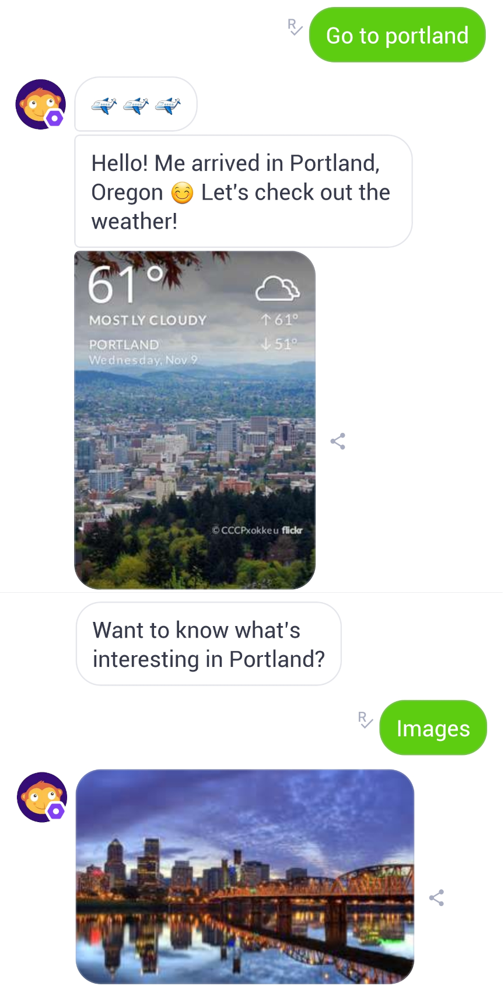 R
Go to portland
Hello! Me arrived in Portland,
Oregon 😊 Let's check out the
weather!
61°
MOSTLY CLOUDY
↑61°
PORTLAND
↓51°
Wednesday, Nov 9
©CCCPxokkeu flickr
Want to know what's
interesting in Portland?
R
Images